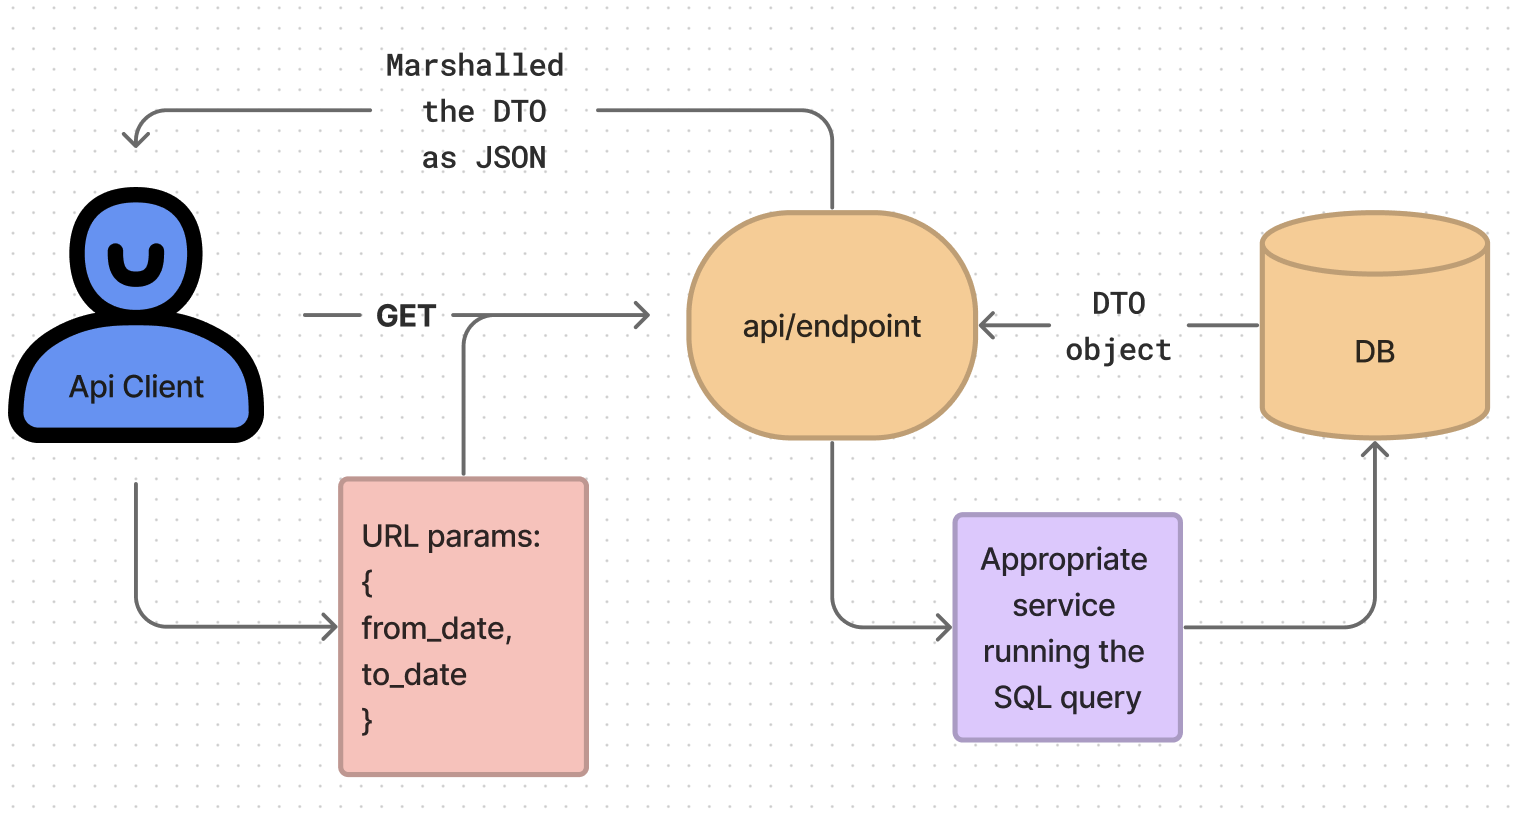 Marshalled
the DTO
as JSON
GET
Api Client
api/endpoint
DTO
object
DB
URL params:
{
from_date,
to_date
}
Appropriate
service
running the
SQL query